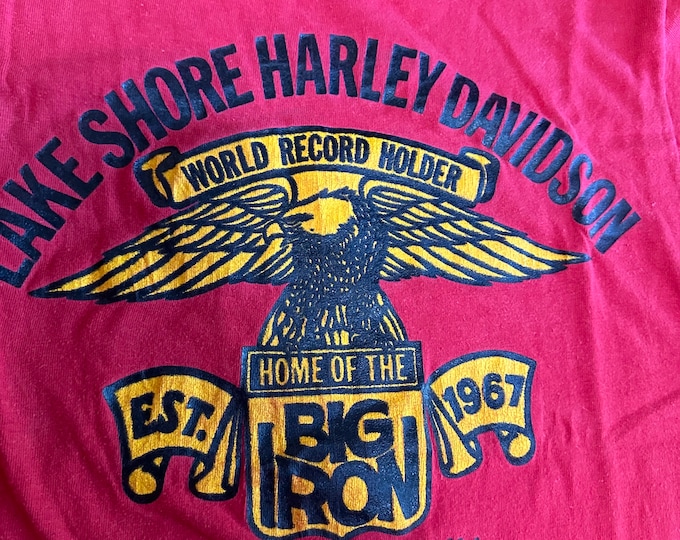 LAKE SHORE HARLEY DAVIDSON
WORLD RECORD HOLDER
HOME OF THE
EST.
BIG
1967
IRON